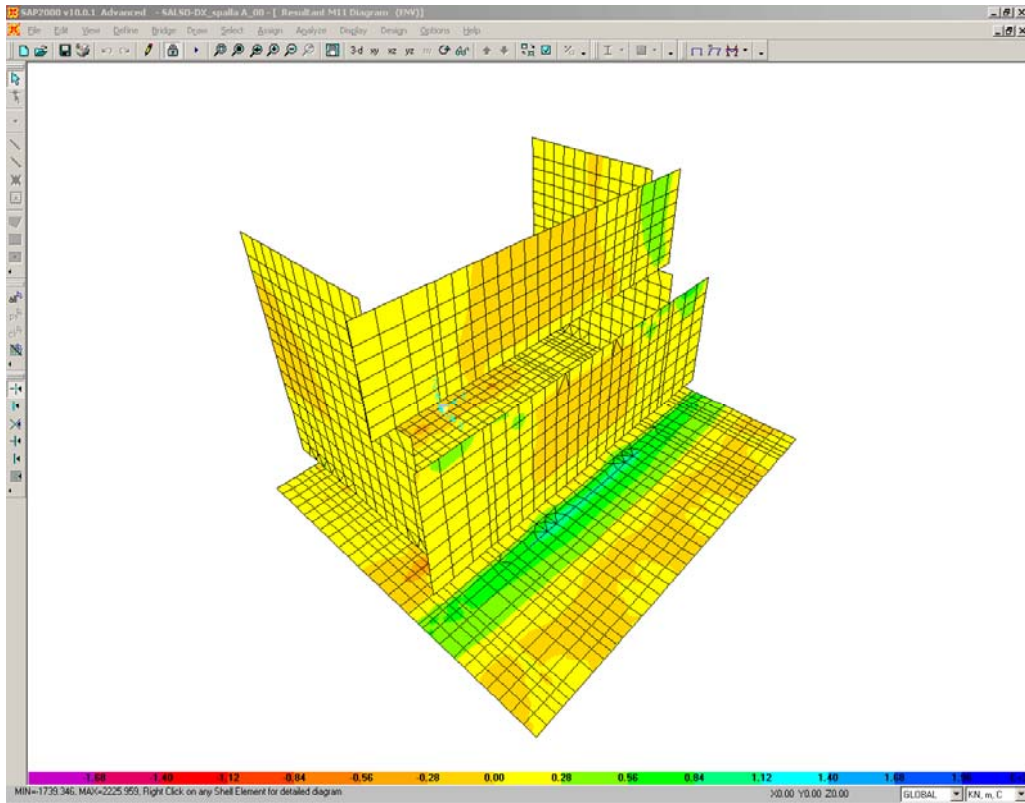 SAP2000 v10.0.1 Advanced - SALSO-DX_spalla A_00 - [ Resultant M11 Diagram (ENV)]
File Edit View Define Bridge Draw Select Assign Analyze Display Design Options Help
3-d xy xz yz nv
-1.68 -1.40 -1.12 -0.84 -0.56 -0.28 0.00 0.28 0.56 0.84 1.12 1.40 1.68
MIN=-1739.346, MAX=2225.959, Right Click on any Shell Element for detailed diagram X0.00 Y0.00 Z0.00 GLOBAL KN, m, C